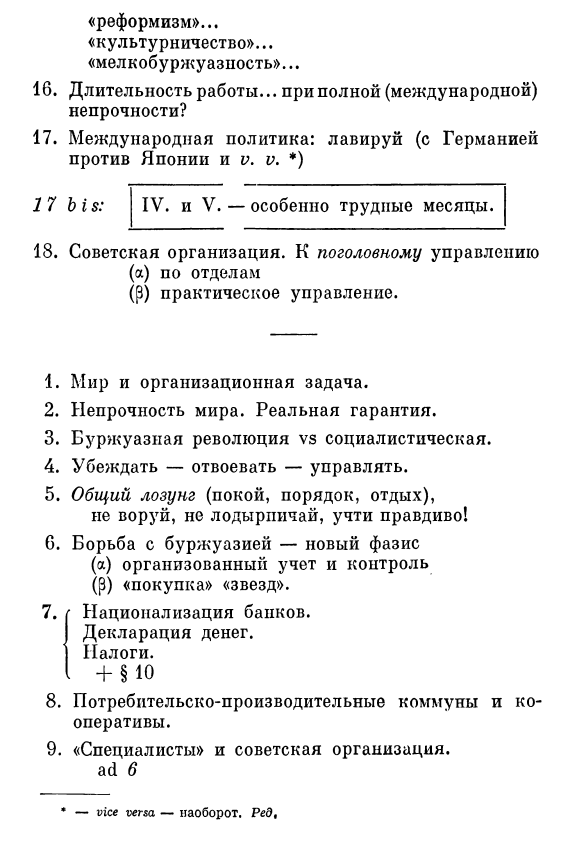 «реформизм»...
«культурничество»...
«мелкобуржуазность»...
16. Длительность работы... при полной (международной)
непрочности?
17. Международная политика: лавируй (с Германией
против Японии и v. v. *)
17 bis: IV. и V. — особенно трудные месяцы.
18. Советская организация. К поголовному управлению
(α) по отделам
(β) практическое управление.
1. Мир и организационная задача.
2. Непрочность мира. Реальная гарантия.
3. Буржуазная революция vs социалистическая.
4. Убеждать — отвоевать — управлять.
5. Общий лозунг (покой, порядок, отдых),
не воруй, не лодырничай, учти правдиво!
6. Борьба с буржуазией — новый фазис
(α) организованный учет и контроль
(β) «покупка» «звезд».
7. Национализация банков.
Декларация денег.
Налоги.
+ § 10
8. Потребительско-производительные коммуны и ко-
оперативы.
9. «Специалисты» и советская организация.
ad 6
* — vice versa — наоборот. Ред.